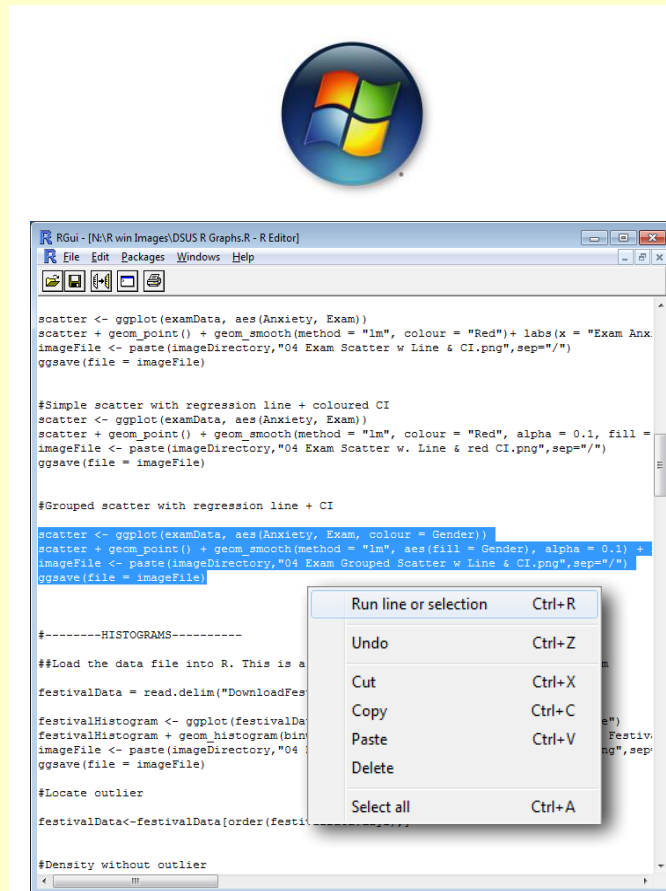 RGui - [N:\R win Images\DSUS R Graphs.R - R Editor]
File Edit Packages Windows Help
scatter <- ggplot(examData, aes(Anxiety, Exam))
scatter + geom_point() + geom_smooth(method = "lm", colour = "Red")+ labs(x = "Exam Anx
imageFile <- paste(imageDirectory,"04 Exam Scatter w Line & CI.png",sep="/")
ggsave(file = imageFile)
#Simple scatter with regression line + coloured CI
scatter <- ggplot(examData, aes(Anxiety, Exam))
scatter + geom_point() + geom_smooth(method = "lm", colour = "Red", alpha = 0.1, fill =
imageFile <- paste(imageDirectory,"04 Exam Scatter w. Line & red CI.png",sep="/")
ggsave(file = imageFile)
#Grouped scatter with regression line + CI
scatter <- ggplot(examData, aes(Anxiety, Exam, colour = Gender))
scatter + geom_point() + geom_smooth(method = "lm", aes(fill = Gender), alpha = 0.1) +
imageFile <- paste(imageDirectory,"04 Exam Grouped Scatter w Line & CI.png",sep="/")
ggsave(file = imageFile)
Run line or selection Ctrl+R
Undo Ctrl+Z
Cut Ctrl+X
Copy Ctrl+C
Paste Ctrl+V
Delete
Select all Ctrl+A
#--------HISTOGRAMS----------
##Load the data file into R. This is a
festivalData = read.delim("DownloadFes
festivalHistogram <- ggplot(festivalDa e")
festivalHistogram + geom_histogram(bin Festiv
imageFile <- paste(imageDirectory,"04 ng",sep
ggsave(file = imageFile)
#Locate outlier
festivalData<-festivalData[order(festi
#Density without outlier